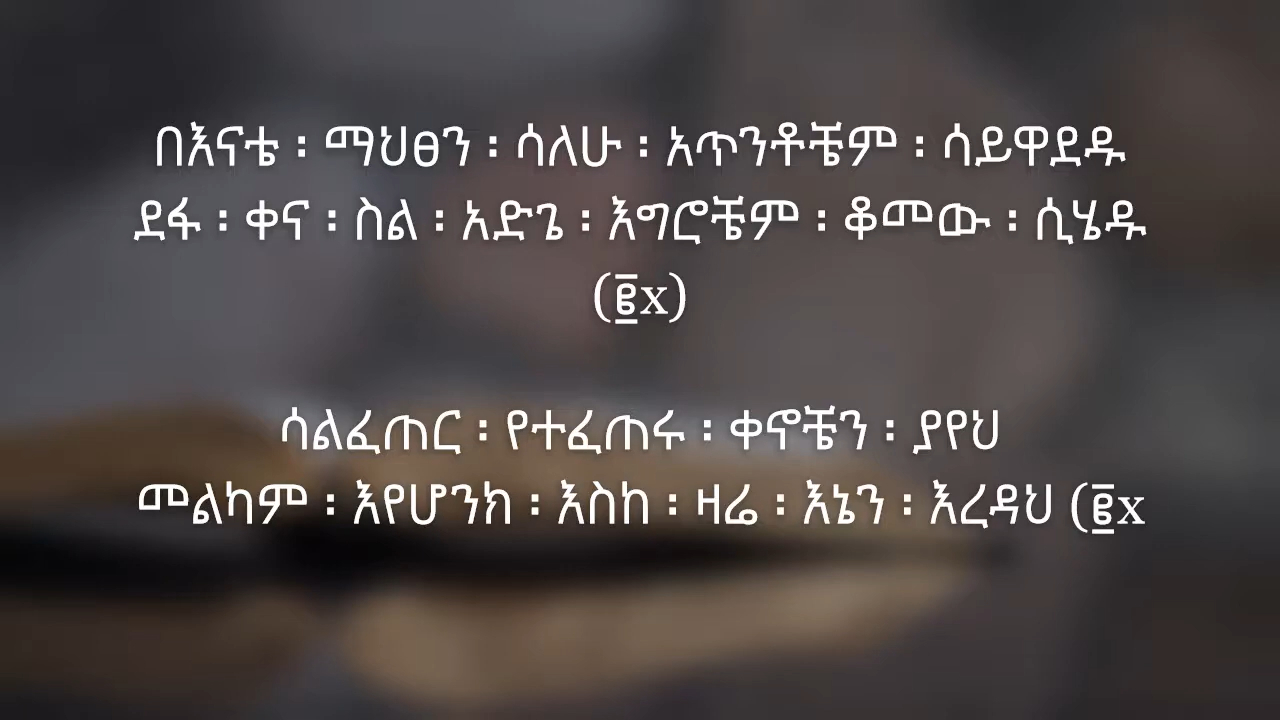 በእናቴ ፡ ማህፀን ፡ ሳለሁ ፡ አጥንቶቼም ፡ ሳይዋደዱ
ደፋ ፡ ቀና ፡ ስል ፡ አድጌ ፡ እግሮቼም ፡ ቆመው ፡ ሲሄዱ
(፪x)
ሳልፈጠር ፡ የተፈጠሩ ፡ ቀኖቼን ፡ ያየህ
መልካም ፡ እየሆንክ ፡ እስከ ፡ ዛሬ ፡ እኔን ፡ እረዳህ (፪x